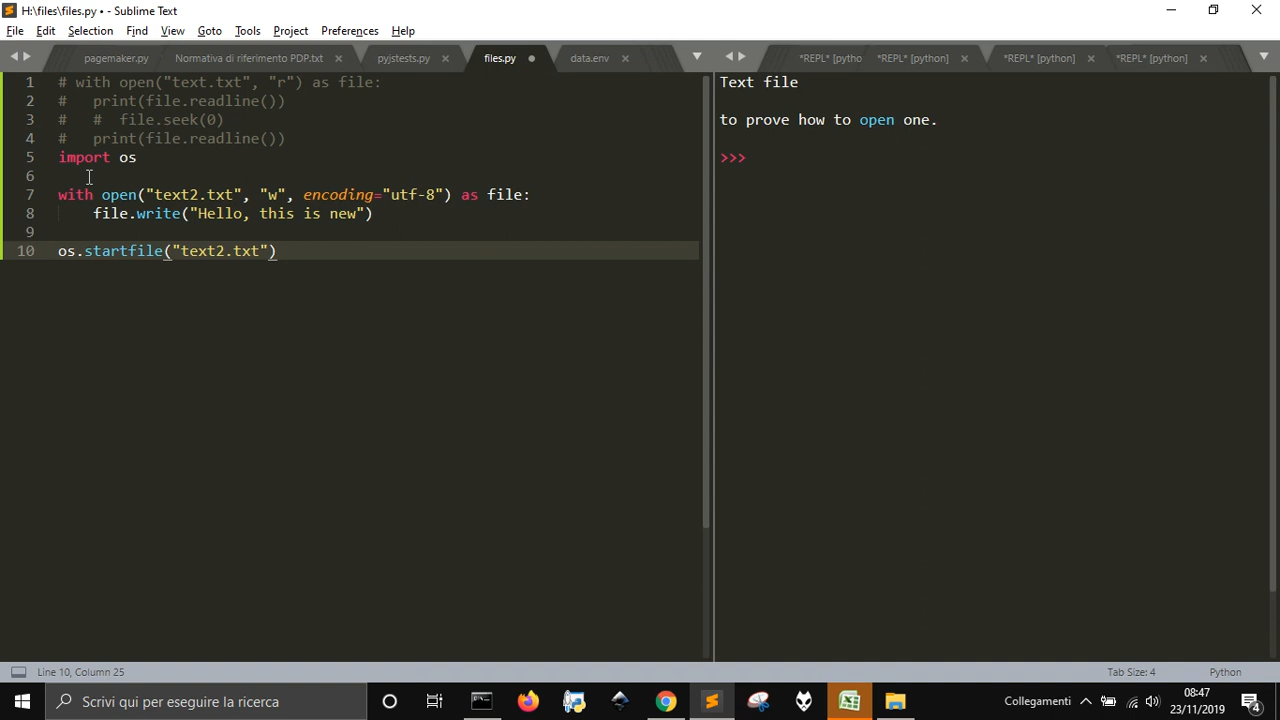 H:\files\files.py • - Sublime Text
File Edit Selection Find View Goto Tools Project Preferences Help
pagemaker.py Normativa di riferimento PDP.txt pyjstests.py files.py data.env *REPL* [pytho *REPL* [python] *REPL* [python] *REPL* [python]
1 # with open("text.txt", "r") as file:
2 #   print(file.readline())
3 #   #  file.seek(0)
4 #   print(file.readline())
5 import os
6
7 with open("text2.txt", "w", encoding="utf-8") as file:
8     file.write("Hello, this is new")
9
10 os.startfile("text2.txt")
Text file
to prove how to open one.
>>>
Line 10, Column 25 Tab Size: 4 Python
Scrivi qui per eseguire la ricerca
Collegamenti
08:47
23/11/2019
4